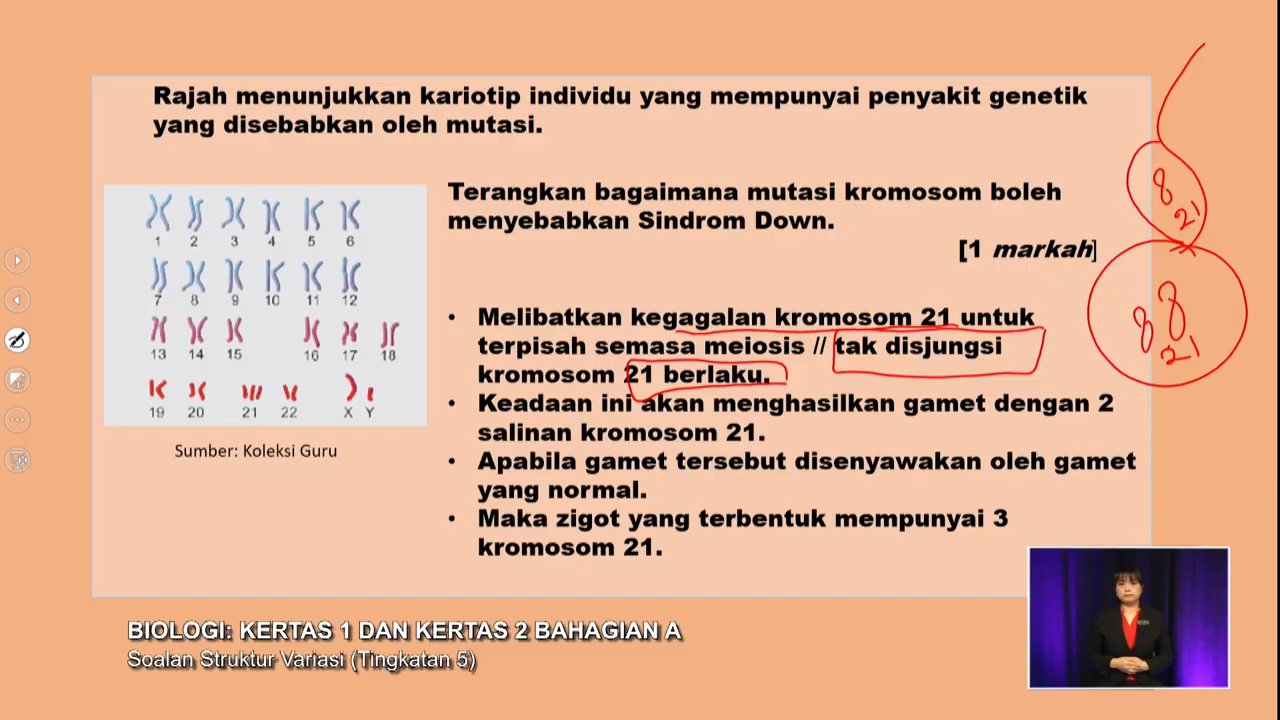 Rajah menunjukkan kariotip individu yang mempunyai penyakit genetik
yang disebabkan oleh mutasi.
Terangkan bagaimana mutasi kromosom boleh
menyebabkan Sindrom Down.
[1 markah]
1 2 3 4 5 6
7 8 9 10 11 12
13 14 15 16 17 18
19 20 21 22 X Y
Sumber: Koleksi Guru
• Melibatkan kegagalan kromosom 21 untuk
terpisah semasa meiosis // tak disjungsi
kromosom 21 berlaku.
• Keadaan ini akan menghasilkan gamet dengan 2
salinan kromosom 21.
• Apabila gamet tersebut disenyawakan oleh gamet
yang normal.
• Maka zigot yang terbentuk mempunyai 3
kromosom 21.
21
21
BIOLOGI: KERTAS 1 DAN KERTAS 2 BAHAGIAN A
Soalan Struktur Variasi (Tingkatan 5)